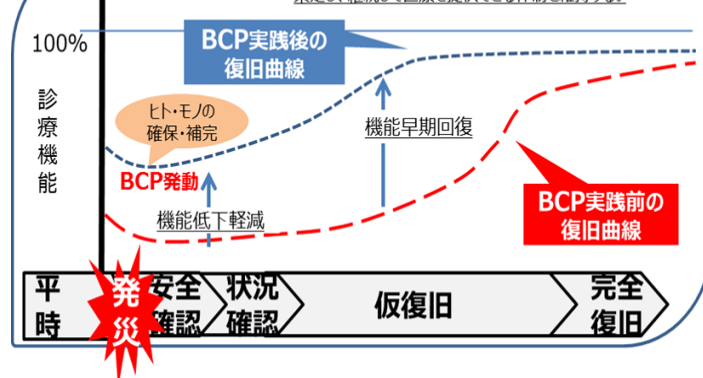 100%
診療機能
BCP実践後の
復旧曲線
ヒト・モノの
確保・補完
BCP発動
機能早期回復
機能低下軽減
BCP実践前の
復旧曲線
平時
発災
安全
確認
状況
確認
仮復旧
完全
復旧